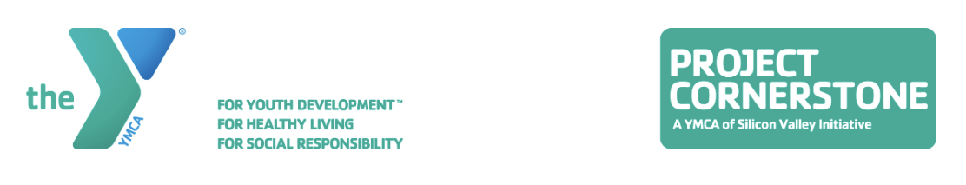 the
YMCA
®
FOR YOUTH DEVELOPMENT™
FOR HEALTHY LIVING
FOR SOCIAL RESPONSIBILITY
PROJECT
CORNERSTONE
A YMCA of Silicon Valley Initiative